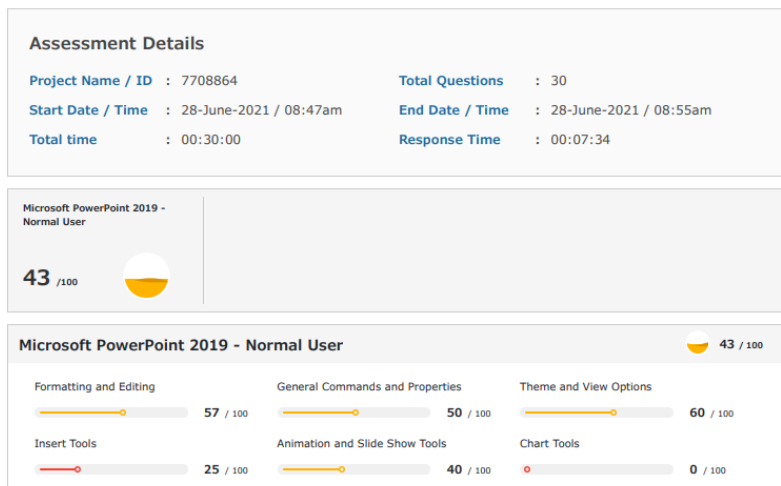 Assessment Details
Project Name / ID : 7708864 Total Questions : 30
Start Date / Time : 28-June-2021 / 08:47am End Date / Time : 28-June-2021 / 08:55am
Total time : 00:30:00 Response Time : 00:07:34
Microsoft PowerPoint 2019 -
Normal User
43 /100
Microsoft PowerPoint 2019 - Normal User 43 / 100
Formatting and Editing General Commands and Properties Theme and View Options
57 / 100 50 / 100 60 / 100
Insert Tools Animation and Slide Show Tools Chart Tools
25 / 100 40 / 100 0 / 100